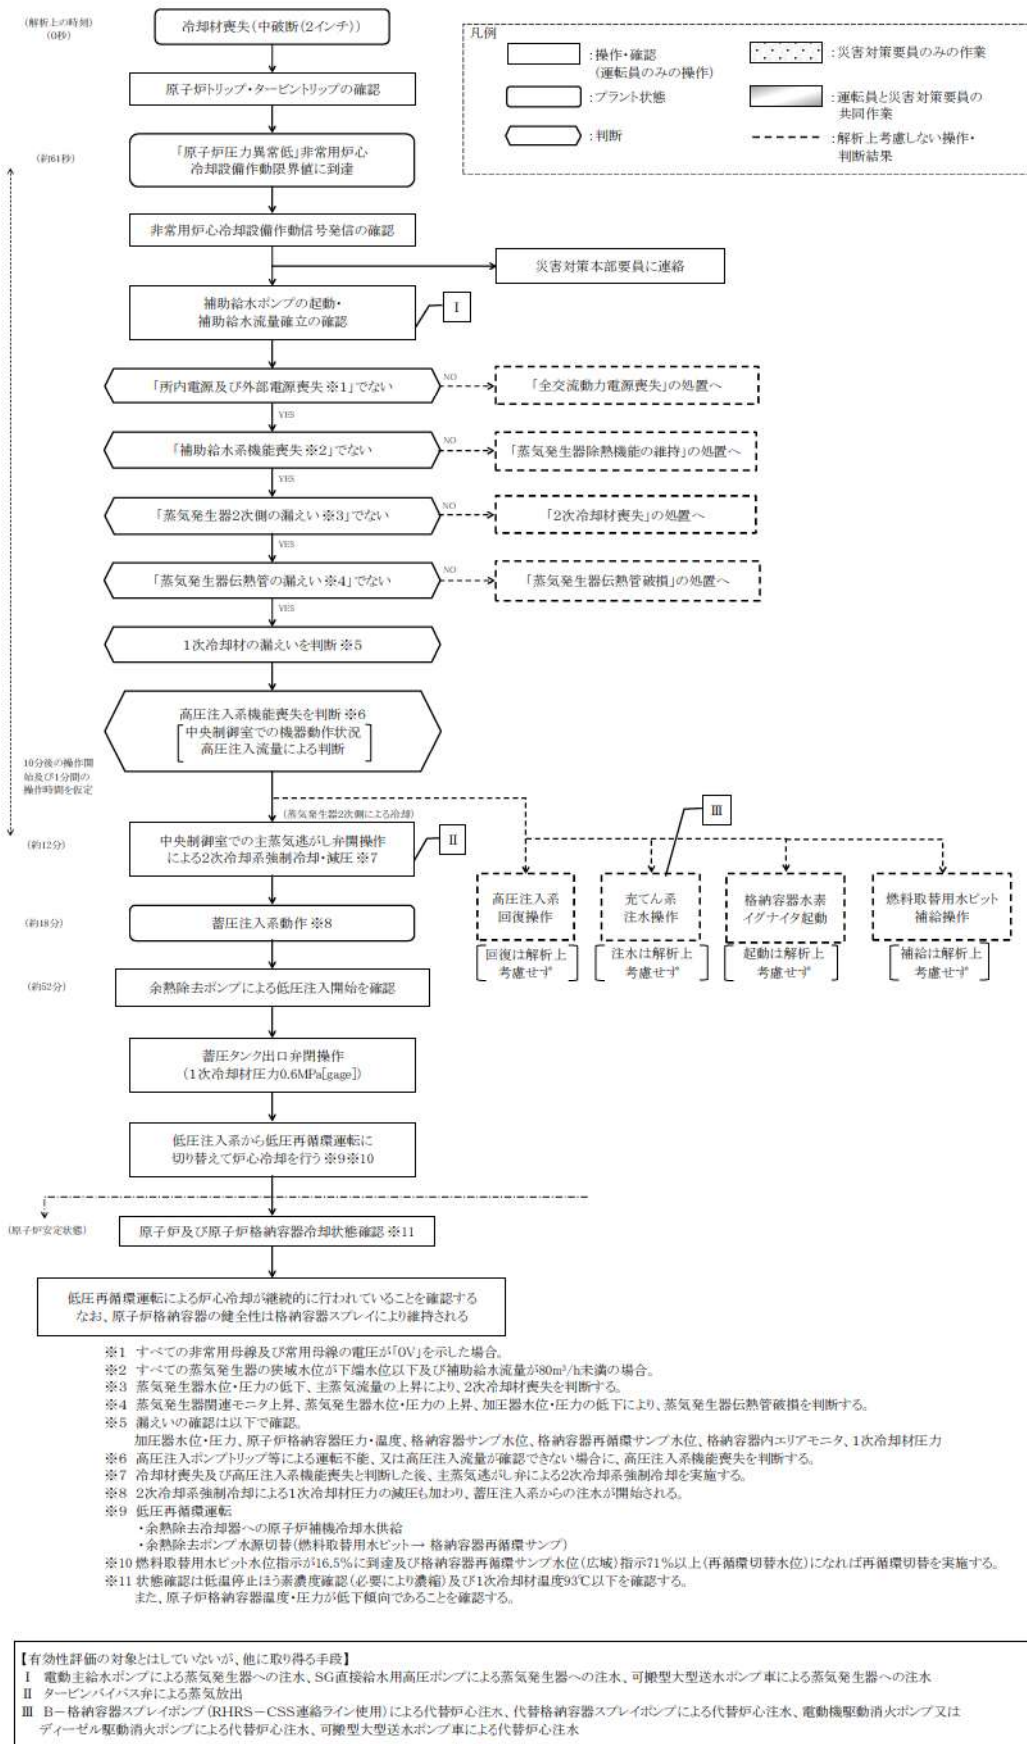 (解析上の時刻)
(0秒)
冷却材喪失(中破断(2インチ))
凡例
:操作・確認
(運転員のみの操作)
:災害対策要員のみの作業
:プラント状態
:運転員と災害対策要員の
共同作業
:判断
:解析上考慮しない操作・
判断結果
原子炉トリップ・タービントリップの確認
(約61秒)
「原子炉圧力異常低」非常用炉心
冷却設備作動限界値に到達
非常用炉心冷却設備作動信号発信の確認
災害対策本部要員に連絡
補助給水ポンプの起動・
補助給水流量確立の確認
I
「所内電源及び外部電源喪失※1」でない
NO
「全交流動力電源喪失」の処置へ
YES
「補助給水系機能喪失※2」でない
NO
「蒸気発生器除熱機能の維持」の処置へ
YES
「蒸気発生器2次側の漏えい※3」でない
NO
「2次冷却材喪失」の処置へ
YES
「蒸気発生器伝熱管の漏えい※4」でない
NO
「蒸気発生器伝熱管破損」の処置へ
YES
1次冷却材の漏えいを判断※5
高圧注入系機能喪失を判断※6
中央制御室での機器動作状況
高圧注入流量による判断
10分後の操作開
始及び1分間の
操作時間を仮定
(蒸気発生器2次側による冷却)
III
(約12分)
中央制御室での主蒸気逃がし弁開操作
による2次冷却系強制冷却・減圧※7
II
高圧注入系
回復操作
充てん系
注水操作
格納容器水素
イグナイタ起動
燃料取替用水ピット
補給操作
回復は解析上
考慮せず
注水は解析上
考慮せず
起動は解析上
考慮せず
補給は解析上
考慮せず
(約18分)
蓄圧注入系動作※8
(約52分)
余熱除去ポンプによる低圧注入開始を確認
蓄圧タンク出口弁閉操作
(1次冷却材圧力0.6MPa[gage])
低圧注入系から低圧再循環運転に
切り替えて炉心冷却を行う※9※10
(原子炉安定状態)
原子炉及び原子炉格納容器冷却状態確認※11
低圧再循環運転による炉心冷却が継続的に行われていることを確認する
なお、原子炉格納容器の健全性は格納容器スプレイにより維持される
※1 すべての非常用母線及び常用母線の電圧が「0V」を示した場合。
※2 すべての蒸気発生器の狭域水位が下端水位以下及び補助給水流量が80m³/h未満の場合。
※3 蒸気発生器水位・圧力の低下、主蒸気流量の上昇により、2次冷却材喪失を判断する。
※4 蒸気発生器関連モニタ上昇、蒸気発生器水位・圧力の上昇、加圧器水位・圧力の低下により、蒸気発生器伝熱管破損を判断する。
※5 漏えいの確認は以下で確認。
加圧器水位・圧力、原子炉格納容器圧力・温度、格納容器サンプ水位、格納容器再循環サンプ水位、格納容器内エリアモニタ、1次冷却材圧力
※6 高圧注入ポンプトリップ等による運転不能、又は高圧注入流量が確認できない場合に、高圧注入系機能喪失を判断する。
※7 冷却材喪失及び高圧注入系機能喪失と判断した後、主蒸気逃がし弁による2次冷却系強制冷却を実施する。
※8 2次冷却系強制冷却による1次冷却材圧力の減圧も加わり、蓄圧注入系からの注水が開始される。
※9 低圧再循環運転
・余熱除去冷却器への原子炉補機冷却水供給
・余熱除去ポンプ水源切替(燃料取替用水ピット→ 格納容器再循環サンプ)
※10 燃料取替用水ピット水位指示が16.5%に到達及び格納容器再循環サンプ水位(広域)指示71%以上(再循環切替水位)になれば再循環切替を実施する。
※11 状態確認は低温停止ほう素濃度確認(必要により濃縮)及び1次冷却材温度93℃以下を確認する。
また、原子炉格納容器温度・圧力が低下傾向であることを確認する。
【有効性評価の対象とはしていないが、他に取り得る手段】
I 電動主給水ポンプによる蒸気発生器への注水、SG直接給水用高圧ポンプによる蒸気発生器への注水、可搬型大型送水ポンプ車による蒸気発生器への注水
II タービンバイパス弁による蒸気放出
III B－格納容器スプレイポンプ(RHRS－CSS連絡ライン使用)による代替炉心注水、代替格納容器スプレイポンプによる代替炉心注水、電動機駆動消火ポンプ又は
ディーゼル駆動消火ポンプによる代替炉心注水、可搬型大型送水ポンプ車による代替炉心注水